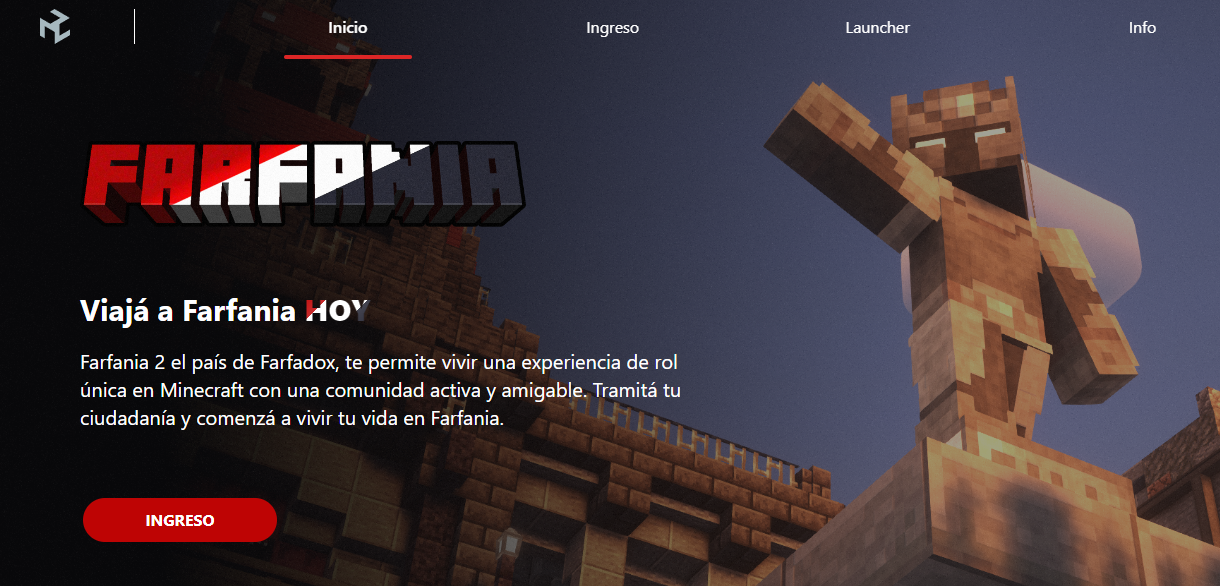 Inicio
Ingreso
Launcher
Info
FARFANIA
Viajá a Farfania HOY
Farfania 2 el país de Farfadox, te permite vivir una experiencia de rol
única en Minecraft con una comunidad activa y amigable. Tramitá tu
ciudadanía y comenzá a vivir tu vida en Farfania.
INGRESO